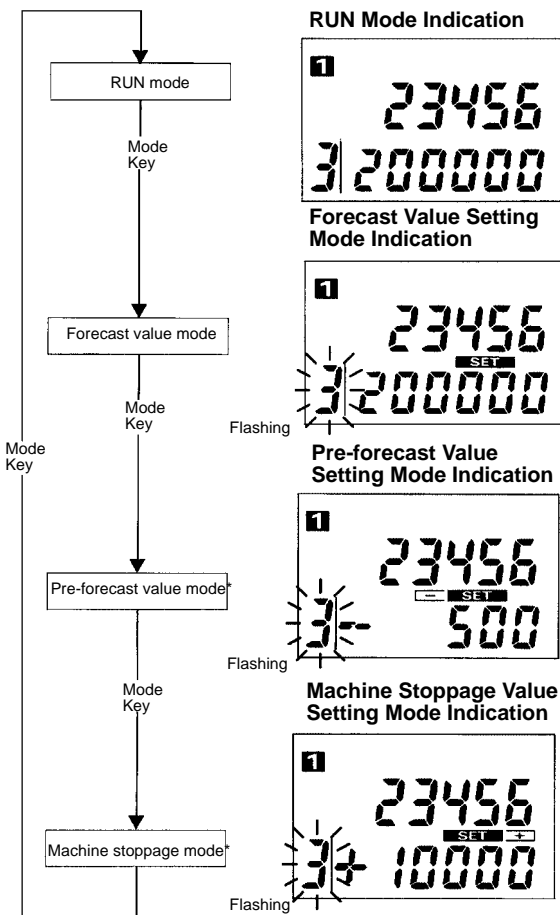 RUN Mode Indication
RUN mode
1
23456
3 200000
Mode
Key
Forecast Value Setting
Mode Indication
1
23456
SET
3 200000
Forecast value mode
Flashing
Mode
Key
Mode
Key
Pre-forecast Value
Setting Mode Indication
1
23456
- SET
3- 500
Pre-forecast value mode*
Flashing
Mode
Key
Machine Stoppage Value
Setting Mode Indication
1
23456
SET +
3+ 10000
Machine stoppage mode*
Flashing